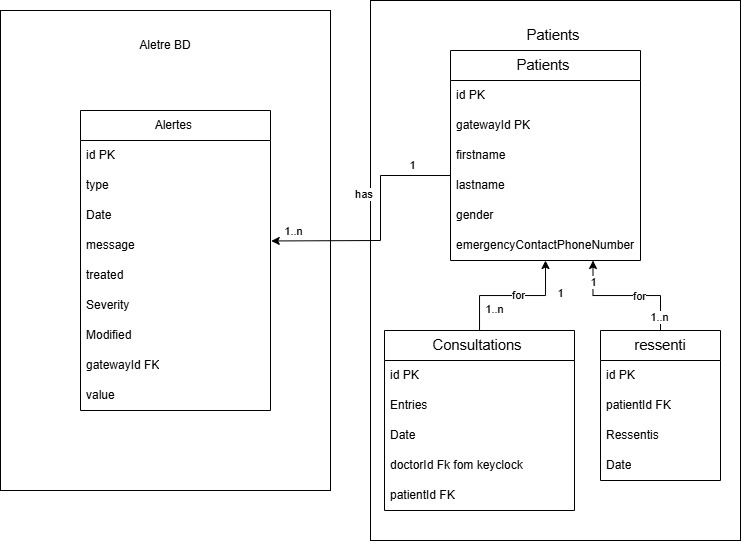 Aletre BD
Alertes
id PK
type
Date
message
treated
Severity
Modified
gatewayId FK
value
1..n
has
1
Patients
Patients
id PK
gatewayId PK
firstname
lastname
gender
emergencyContactPhoneNumber
for
1
1..n
1
for
1..n
Consultations
id PK
Entries
Date
doctorId Fk fom keyclock
patientId FK
ressenti
id PK
patientId FK
Ressentis
Date